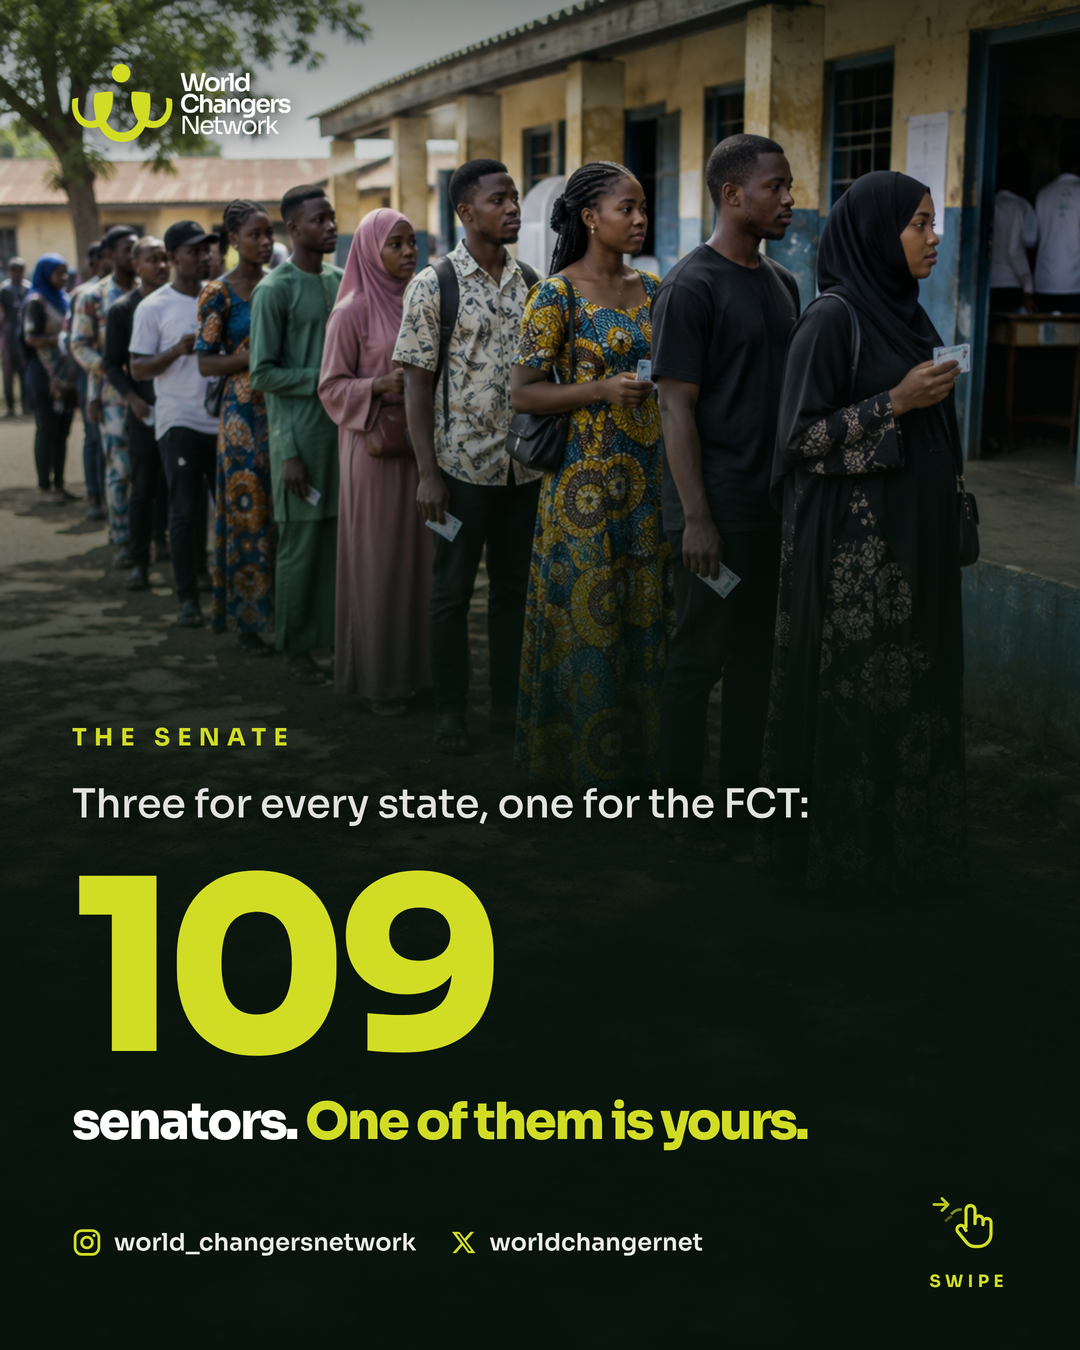 World
Changers
Network
THE SENATE
Three for every state, one for the FCT:
109
senators. One of them is yours.
world_changersnetwork
worldchangernet
SWIPE